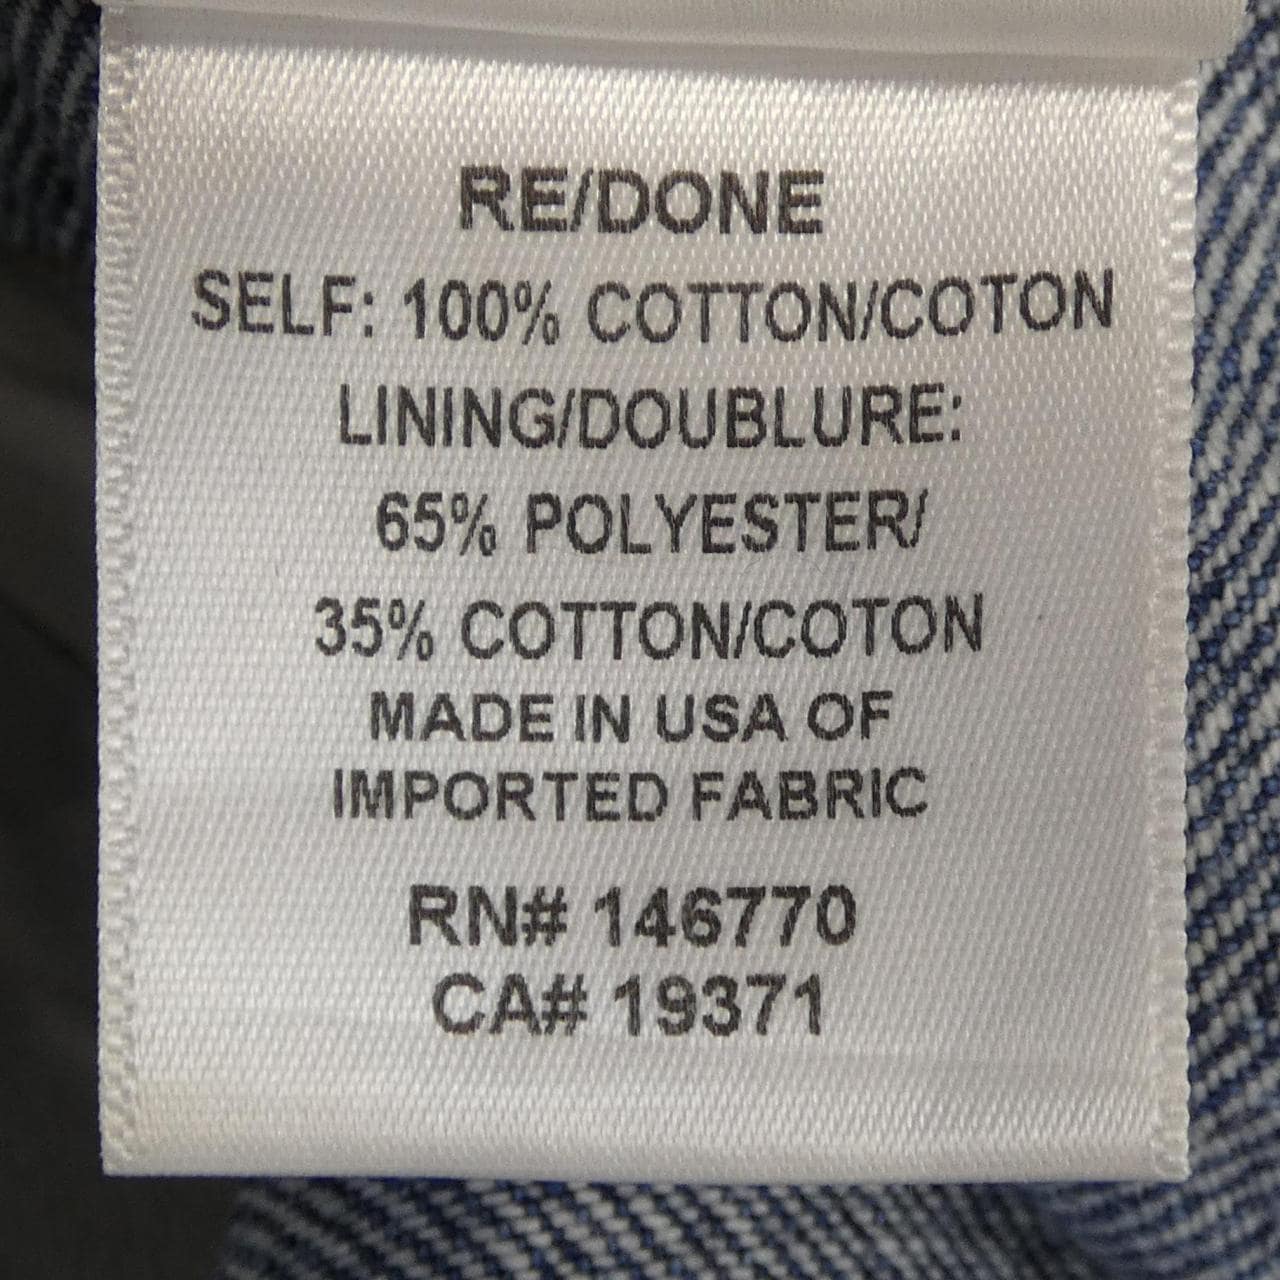 RE/DONE
SELF: 100% COTTON/COTON
LINING/DOUBLURE:
65% POLYESTER/
35% COTTON/COTON
MADE IN USA OF
IMPORTED FABRIC
RN# 146770
CA# 19371